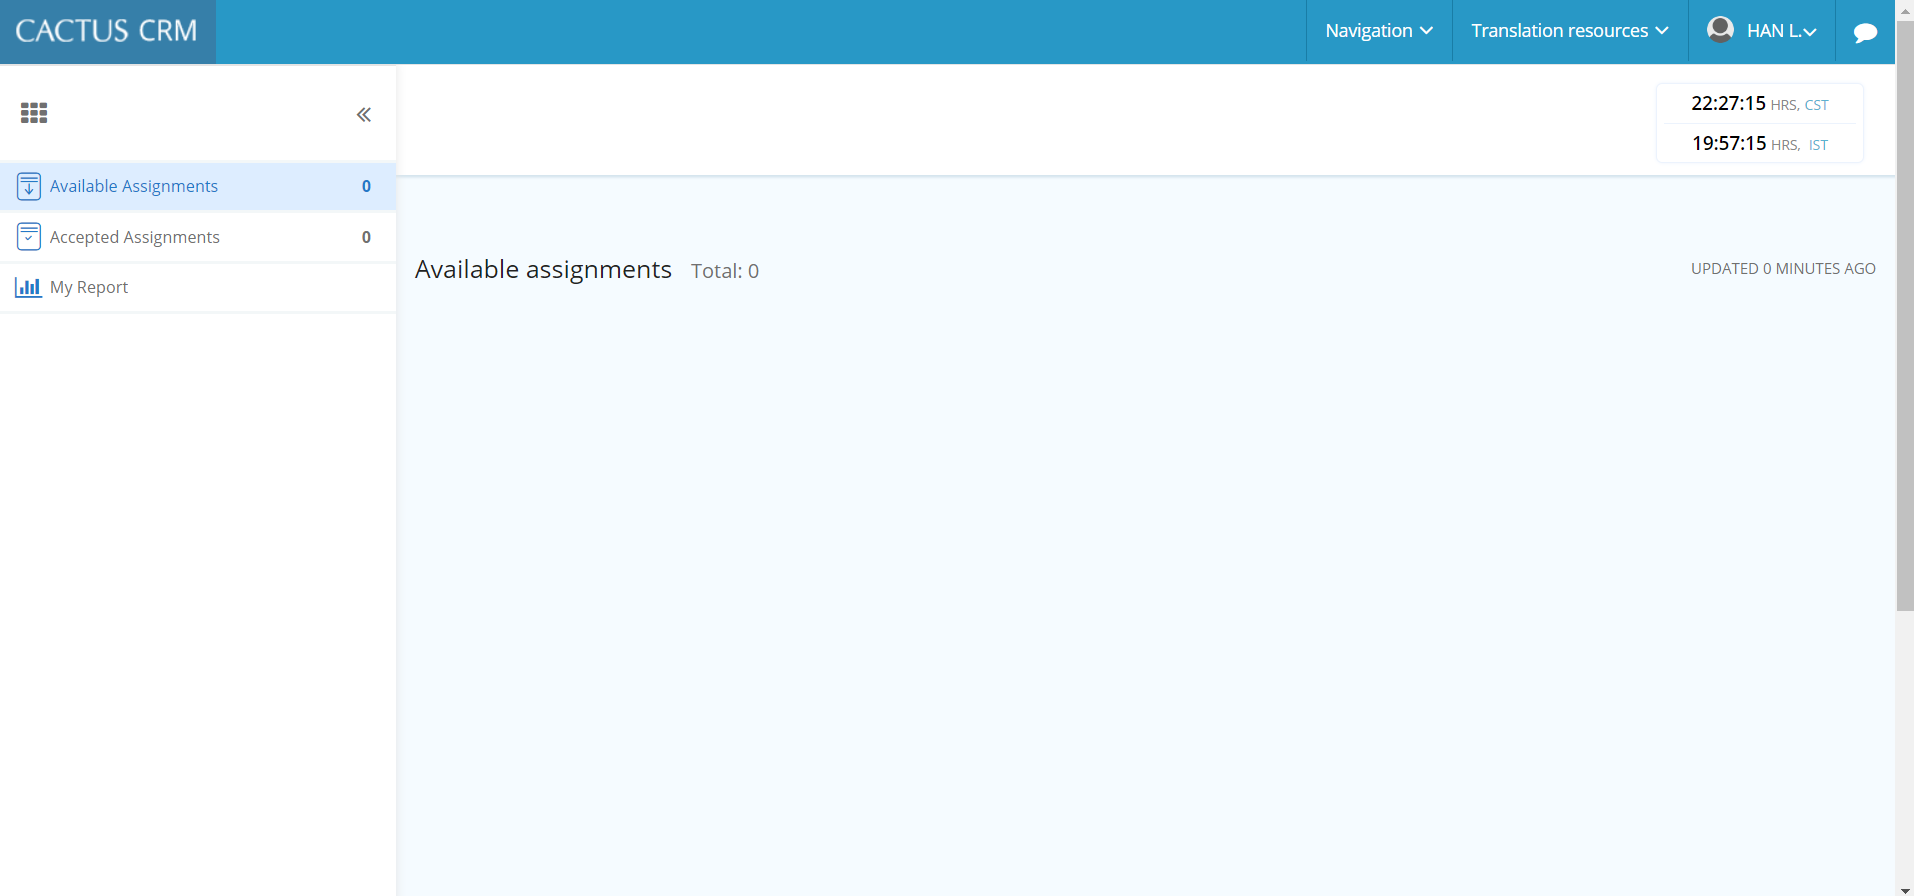 CACTUS CRM
Navigation
Translation resources
HAN L.
22:27:15 HRS, CST
19:57:15 HRS, IST
Available Assignments 0
Accepted Assignments 0
My Report
Available assignments Total: 0
UPDATED 0 MINUTES AGO